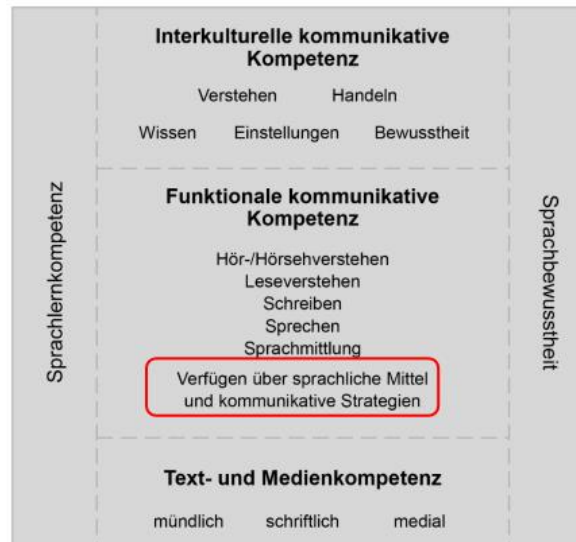 Interkulturelle kommunikative
Kompetenz
Verstehen Handeln
Wissen Einstellungen Bewusstheit
Sprachlernkompetenz
Funktionale kommunikative
Kompetenz
Hör-/Hörsehverstehen
Leseverstehen
Schreiben
Sprechen
Sprachmittlung
Verfügen über sprachliche Mittel
und kommunikative Strategien
Sprachbewusstheit
Text- und Medienkompetenz
mündlich schriftlich medial